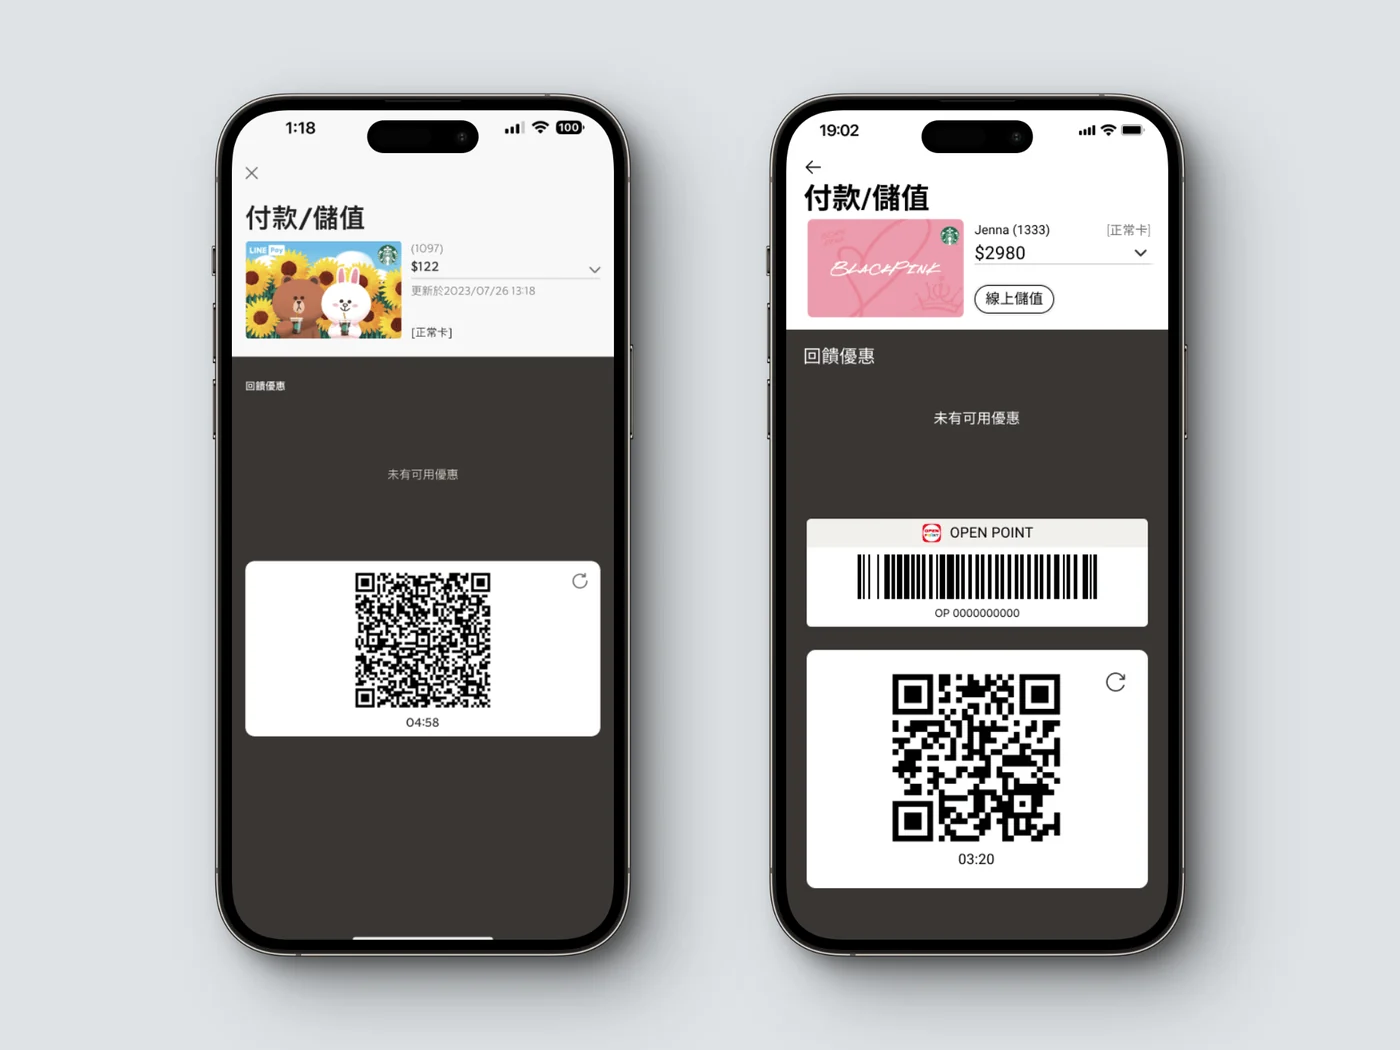 1:18
100
付款/儲值
LINE Pay
(1097)
$122
更新於2023/07/26 13:18
[正常卡]
回饋優惠
未有可用優惠
04:58
19:02
付款/儲值
BLACKPINK
Jenna (1333)
[正常卡]
$2980
線上儲值
回饋優惠
未有可用優惠
OPEN POINT
OPEN POINT
OP 0000000000
03:20